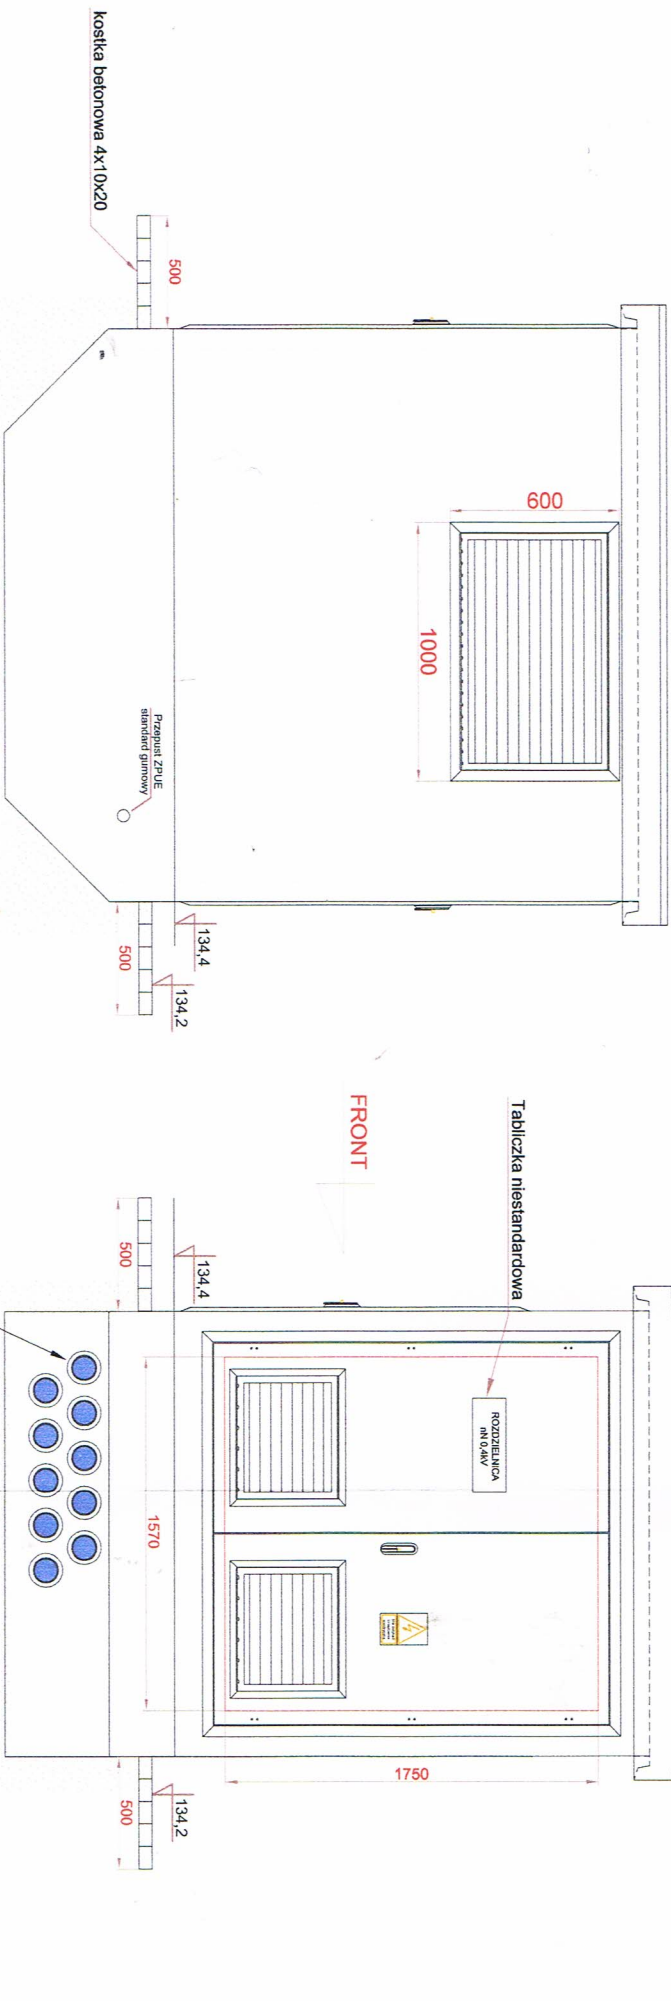 kostka betonowa 4x10x20
500
600
1000
Przepust ZPUE
standard gumowy
500
134,4
134,2
FRONT
Tabliczka niestandardowa
134,4
500
ROZDZIELNICA
nN 0,4kV
1570
1750
134,2
500